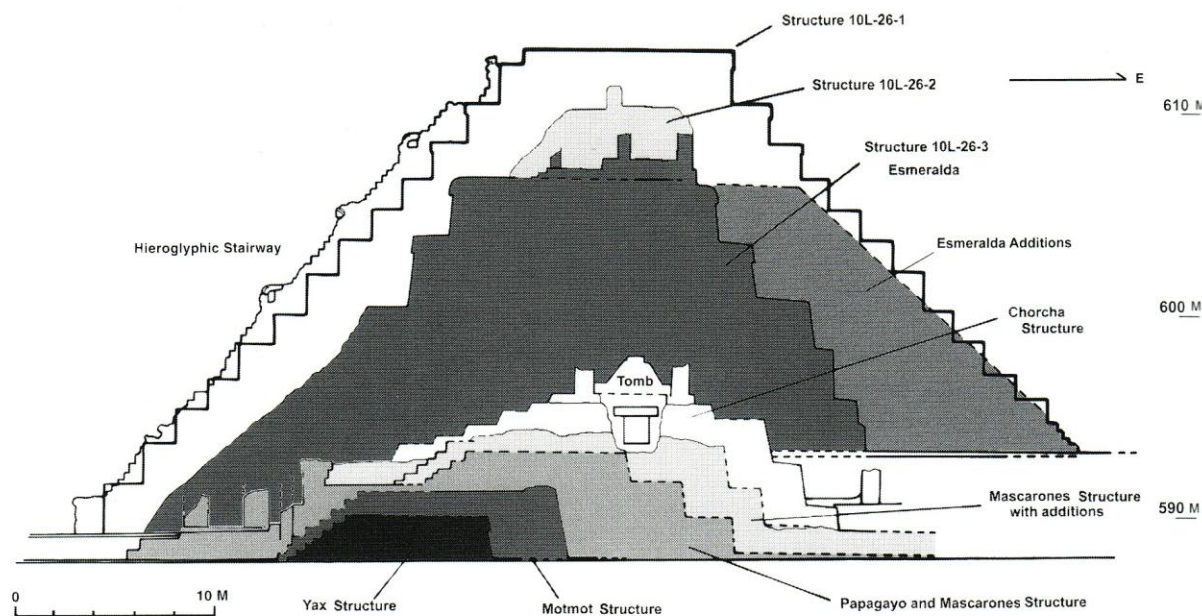 Structure 10L-26-1
E
Structure 10L-26-2
610 M
Structure 10L-26-3
Esmeralda
Hieroglyphic Stairway
Esmeralda Additions
Chorcha
Structure
600 M
Tomb
Mascarones Structure
with additions
590 M
0
10 M
Yax Structure
Motmot Structure
Papagayo and Mascarones Structure